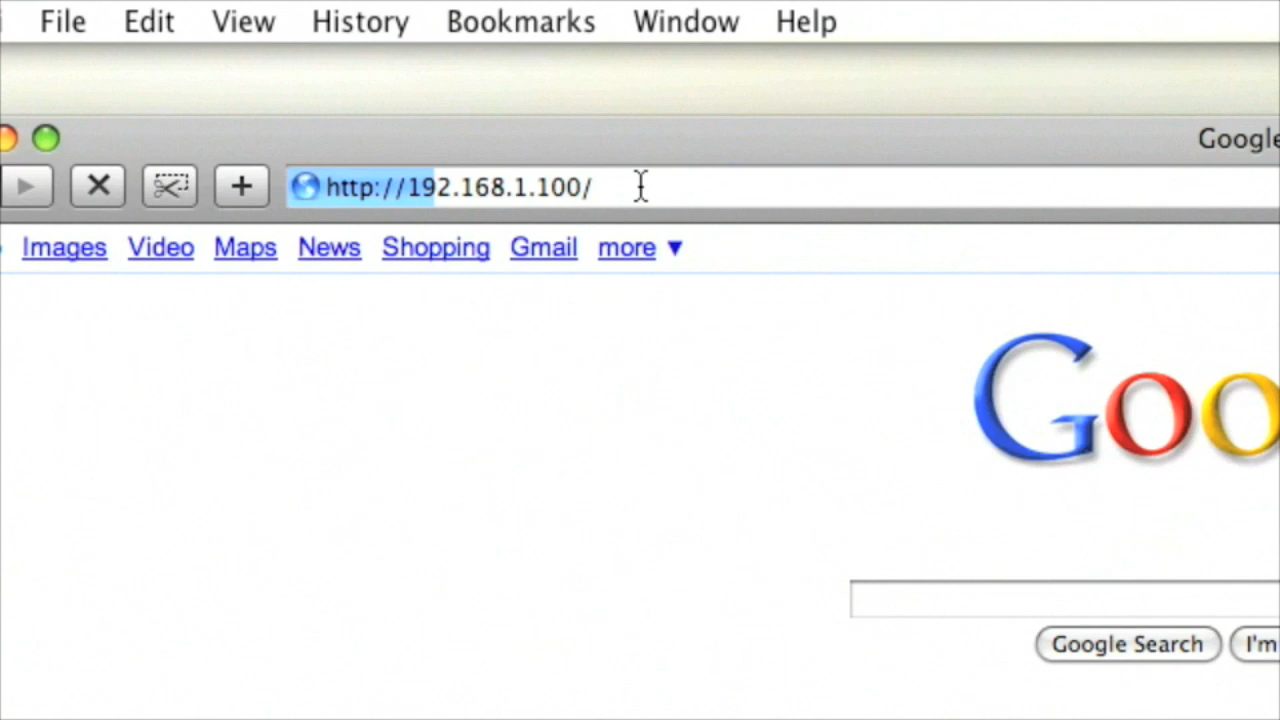 File Edit View History Bookmarks Window Help
Google
http://192.168.1.100/
Images Video Maps News Shopping Gmail more ▼
Goo
Google Search I'm